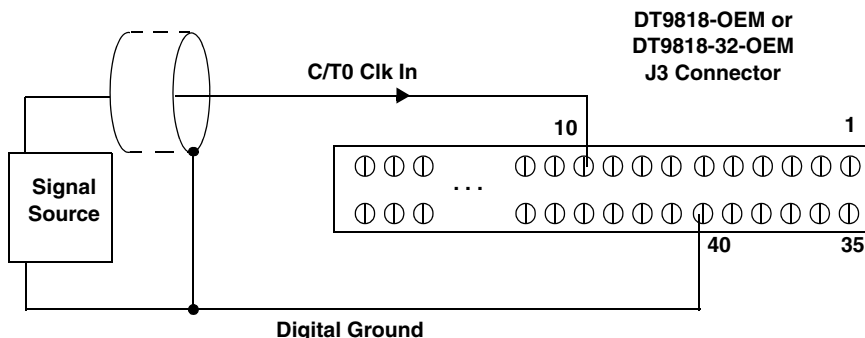 DT9818-OEM or
DT9818-32-OEM
J3 Connector
C/T0 Clk In
10
1
Signal
Source
. . .
40
35
Digital Ground